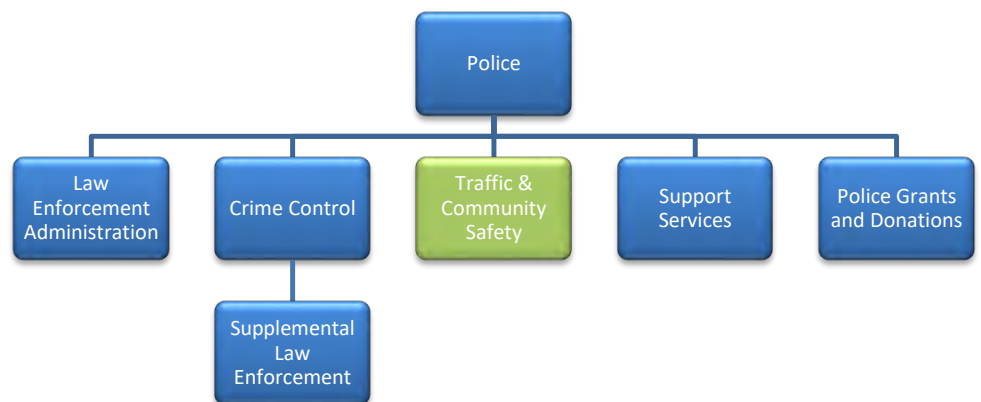 Police
Law
Enforcement
Administration
Crime Control
Traffic &
Community
Safety
Support
Services
Police Grants
and Donations
Supplemental
Law
Enforcement